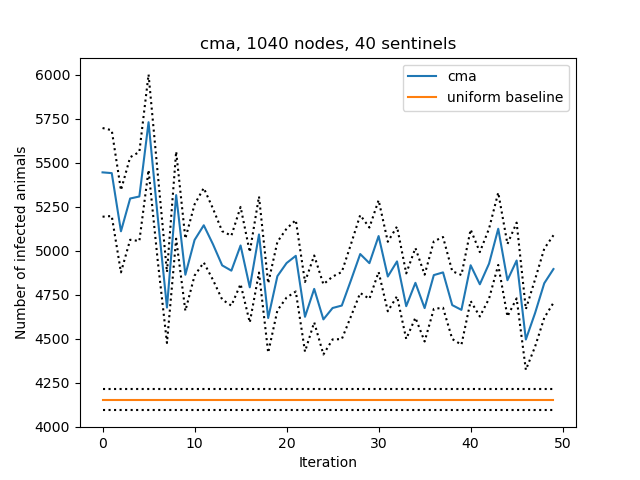 cma, 1040 nodes, 40 sentinels
cma
uniform baseline
Number of infected animals
6000
5750
5500
5250
5000
4750
4500
4250
4000
0 10 20 30 40 50
Iteration